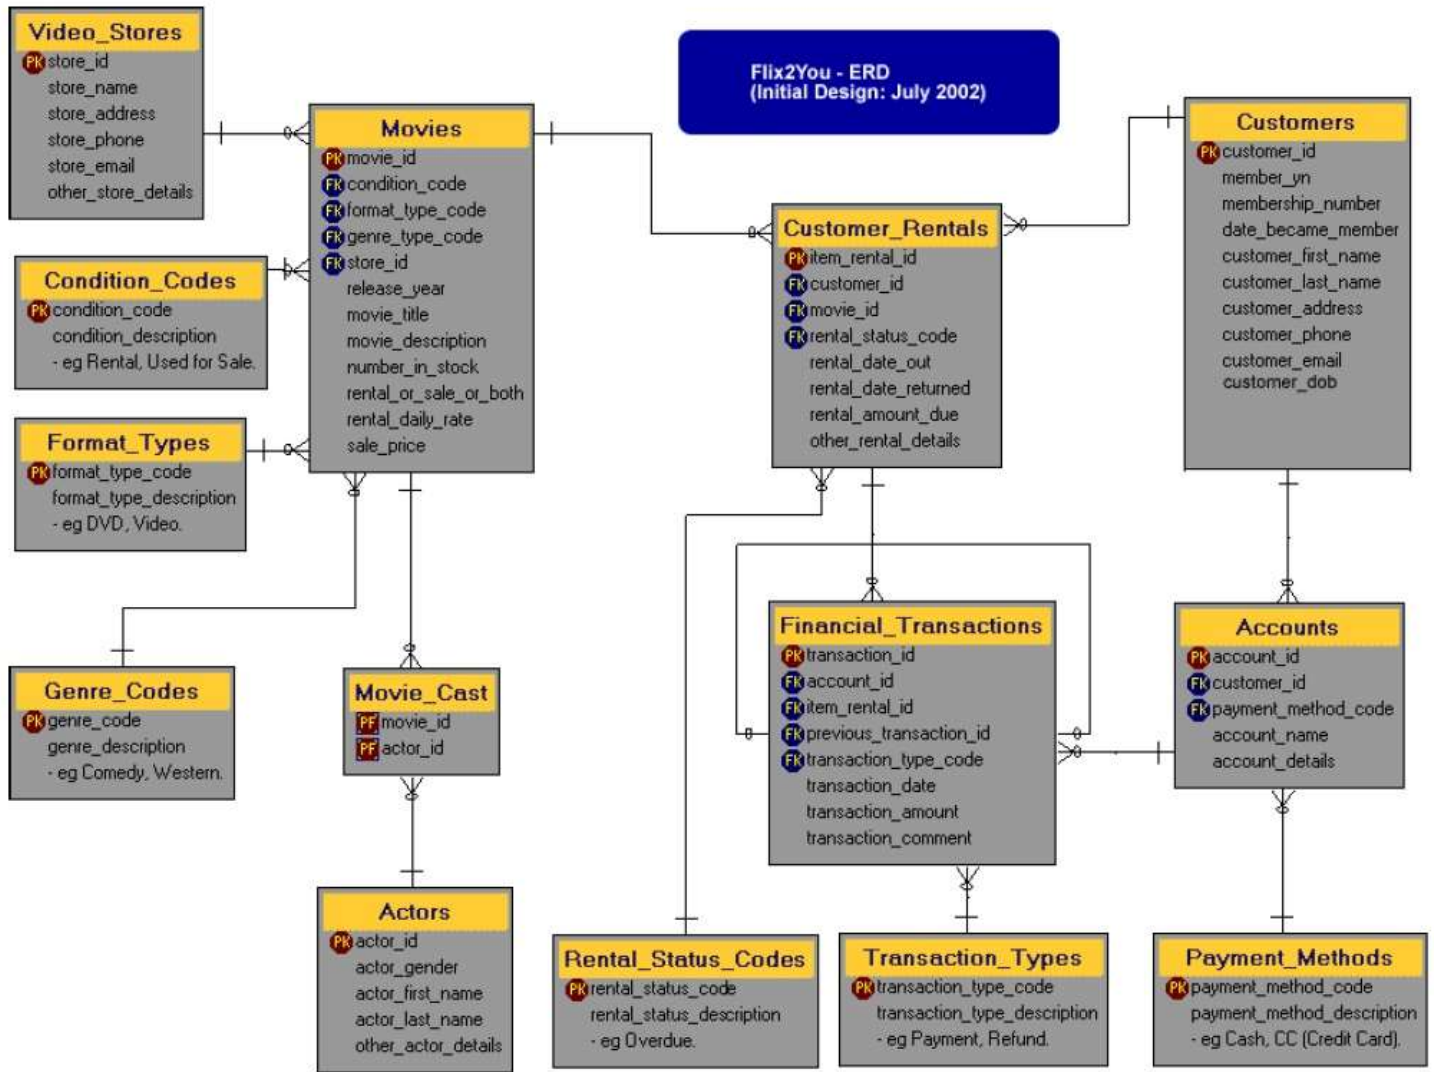 Video_Stores
PK store_id
store_name
store_address
store_phone
store_email
other_store_details
Flix2You - ERD
(Initial Design: July 2002)
Movies
PK movie_id
FK condition_code
FK format_type_code
FK genre_type_code
FK store_id
release_year
movie_title
movie_description
number_in_stock
rental_or_sale_or_both
rental_daily_rate
sale_price
Customers
PK customer_id
member_yn
membership_number
date_became_member
customer_first_name
customer_last_name
customer_address
customer_phone
customer_email
customer_dob
Customer_Rentals
PK item_rental_id
FK customer_id
FK movie_id
FK rental_status_code
rental_date_out
rental_date_returned
rental_amount_due
other_rental_details
Condition_Codes
PK condition_code
condition_description
- eg Rental, Used for Sale.
Format_Types
PK format_type_code
format_type_description
- eg DVD, Video.
Genre_Codes
PK genre_code
genre_description
- eg Comedy, Western.
Movie_Cast
PF movie_id
PF actor_id
Financial_Transactions
PK transaction_id
FK account_id
FK item_rental_id
FK previous_transaction_id
FK transaction_type_code
transaction_date
transaction_amount
transaction_comment
Accounts
PK account_id
FK customer_id
FK payment_method_code
account_name
account_details
Actors
PK actor_id
actor_gender
actor_first_name
actor_last_name
other_actor_details
Rental_Status_Codes
PK rental_status_code
rental_status_description
- eg Overdue.
Transaction_Types
PK transaction_type_code
transaction_type_description
- eg Payment, Refund.
Payment_Methods
PK payment_method_code
payment_method_description
- eg Cash, CC (Credit Card).